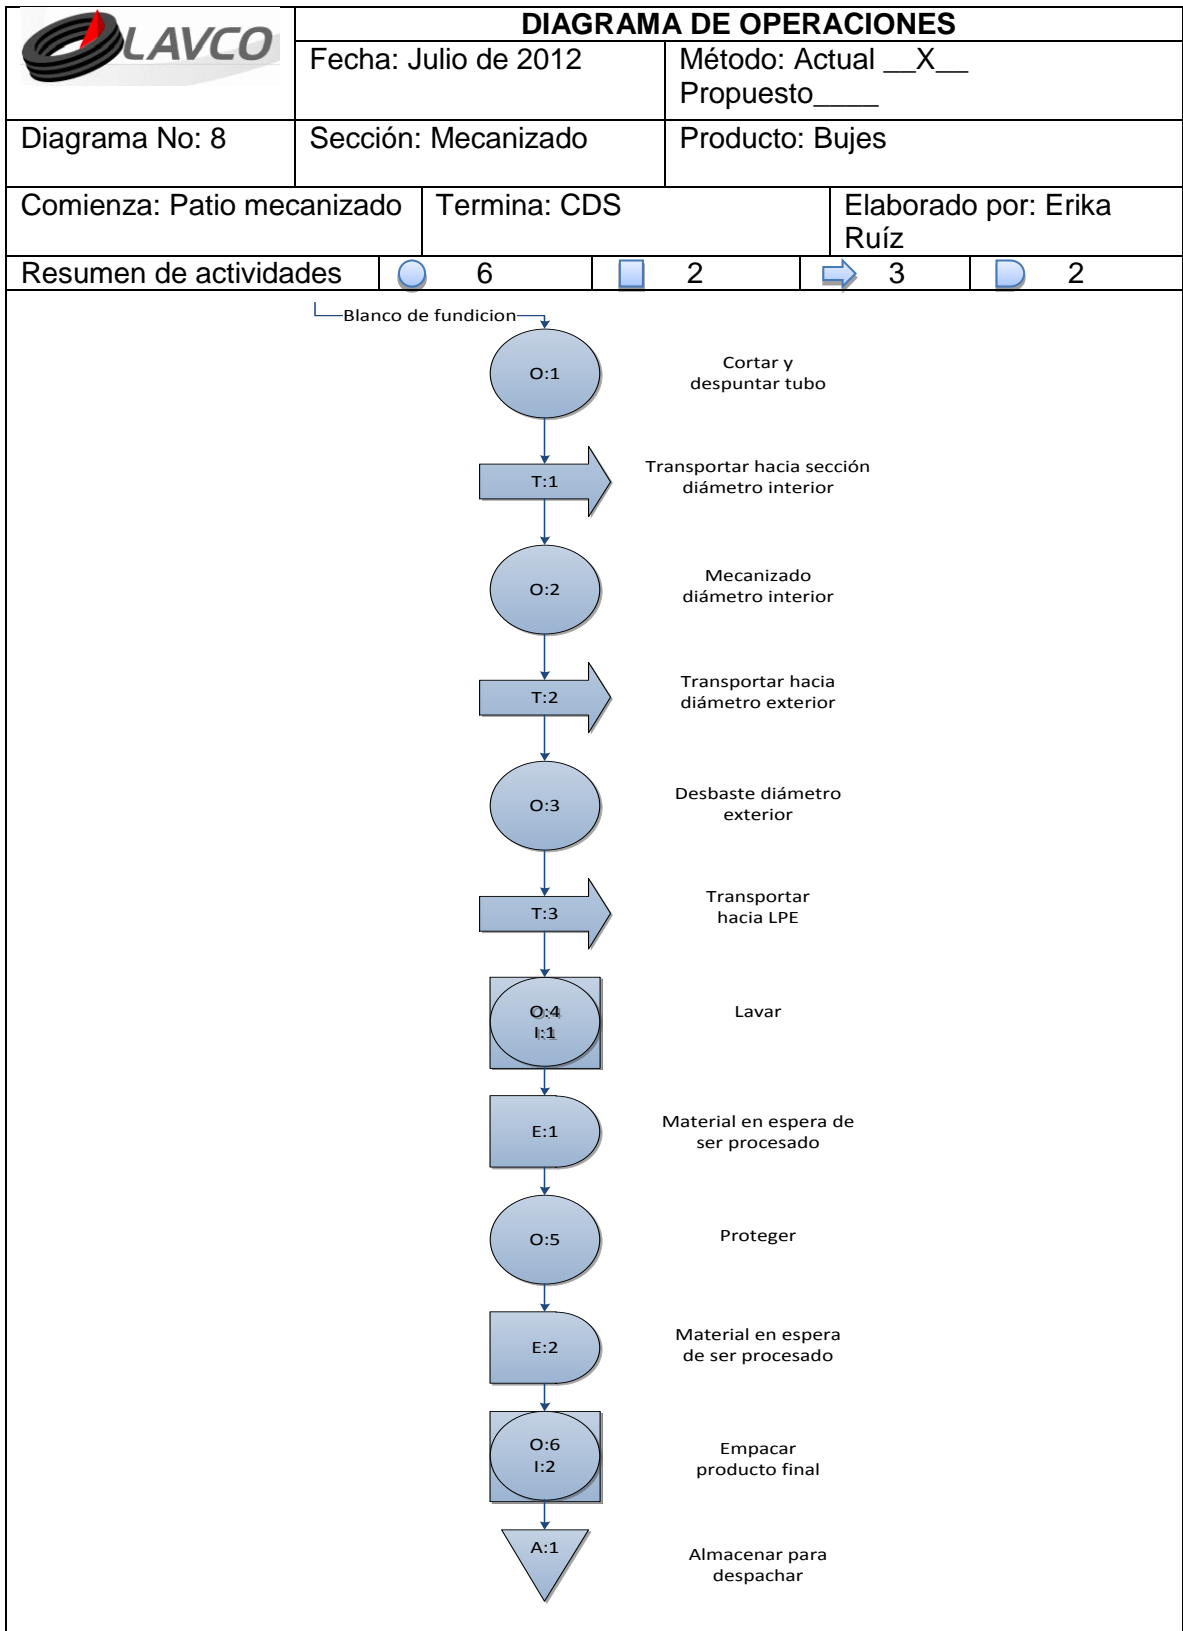 LAVCO
DIAGRAMA DE OPERACIONES
Fecha: Julio de 2012
Método: Actual __X__
Propuesto____
Diagrama No: 8
Sección: Mecanizado
Producto: Bujes
Comienza: Patio mecanizado
Termina: CDS
Elaborado por: Erika
Ruíz
Resumen de actividades
6
2
3
2
Blanco de fundicion
O:1
Cortar y
despuntar tubo
T:1
Transportar hacia sección
diámetro interior
O:2
Mecanizado
diámetro interior
T:2
Transportar hacia
diámetro exterior
O:3
Desbaste diámetro
exterior
T:3
Transportar
hacia LPE
O:4
I:1
Lavar
E:1
Material en espera de
ser procesado
O:5
Proteger
E:2
Material en espera
de ser procesado
O:6
I:2
Empacar
producto final
A:1
Almacenar para
despachar